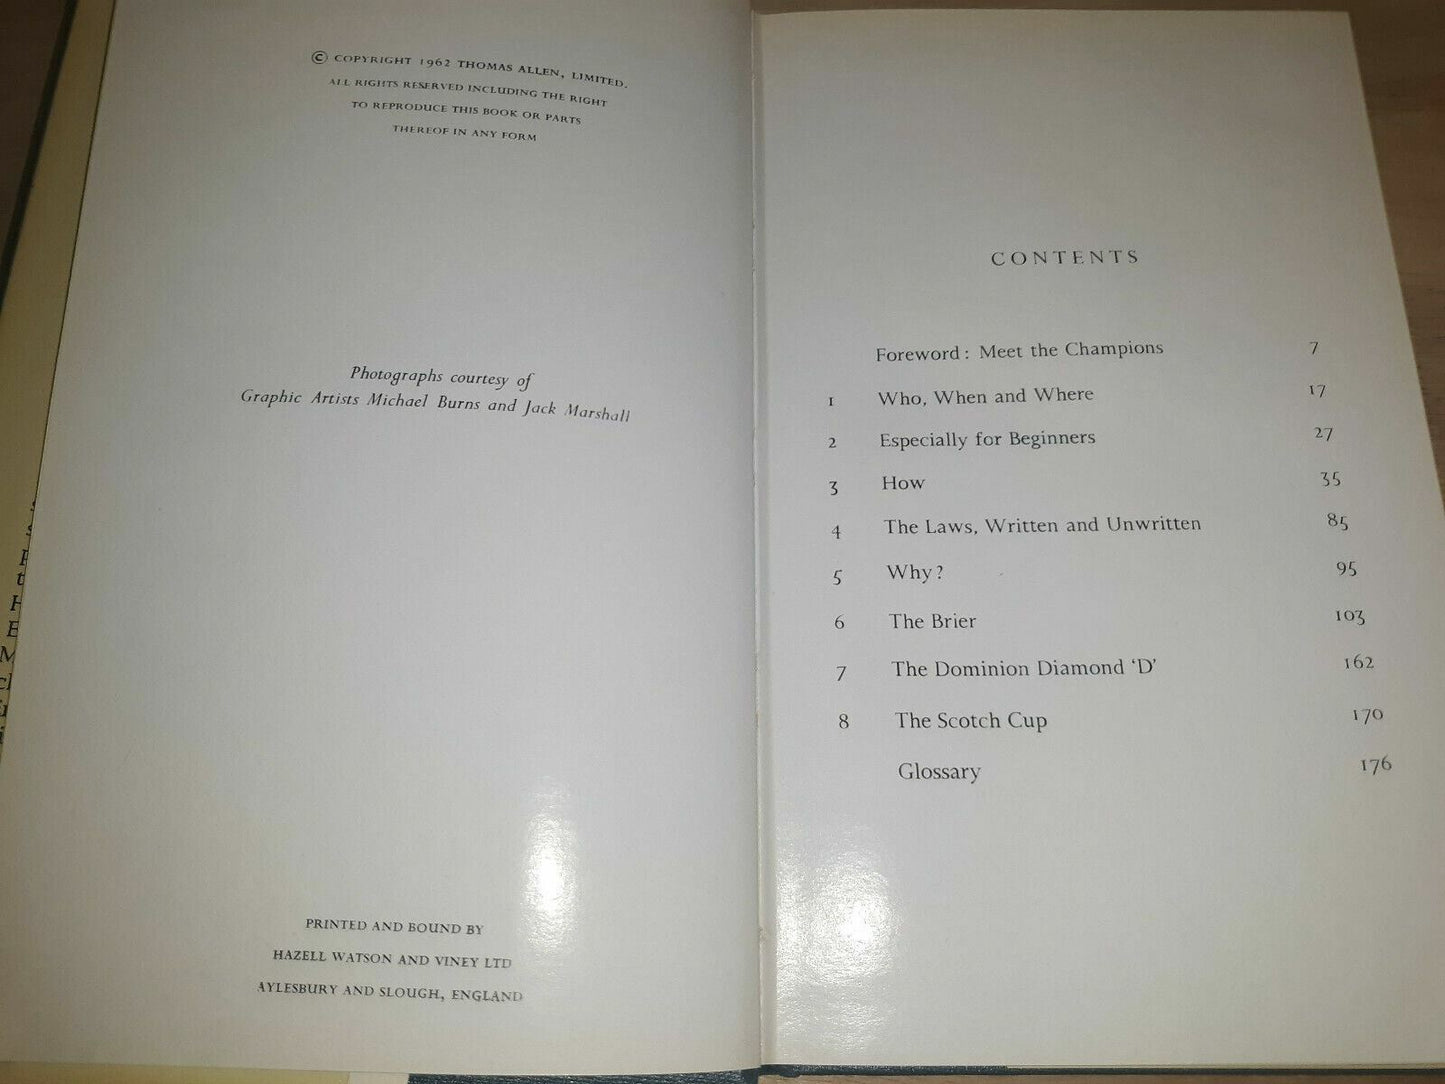 © COPYRIGHT 1962 THOMAS ALLEN, LIMITED.
ALL RIGHTS RESERVED INCLUDING THE RIGHT
TO REPRODUCE THIS BOOK OR PARTS
THEREOF IN ANY FORM
Photographs courtesy of
Graphic Artists Michael Burns and Jack Marshall
PRINTED AND BOUND BY
HAZELL WATSON AND VINEY LTD
AYLESBURY AND SLOUGH, ENGLAND
CONTENTS
Foreword: Meet the Champions 7
1 Who, When and Where 17
2 Especially for Beginners 27
3 How 35
4 The Laws, Written and Unwritten 85
5 Why? 95
6 The Brier 103
7 The Dominion Diamond 'D' 162
8 The Scotch Cup 170
Glossary 176